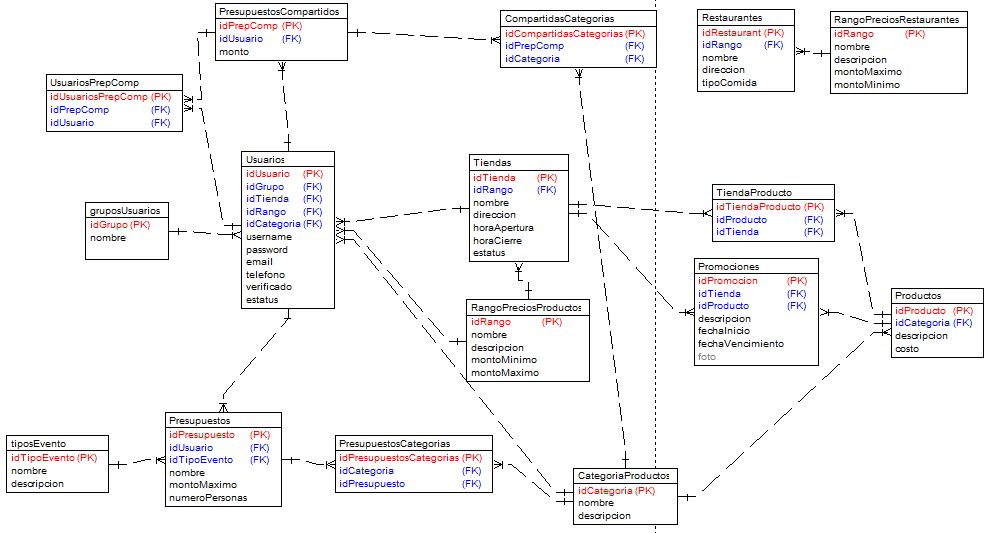 PresupuestosCompartidos
idPrepComp (PK)
idUsuario (FK)
monto
CompartidasCategorias
idCompartidasCategorias (PK)
idPrepComp (FK)
idCategoria (FK)
Restaurantes
idRestaurant (PK)
idRango (FK)
nombre
direccion
tipoComida
RangoPreciosRestaurantes
idRango (PK)
nombre
descripcion
montoMaximo
montoMinimo
UsuariosPrepComp
idUsuariosPrepComp (PK)
idPrepComp (FK)
idUsuario (FK)
Usuarios
idUsuario (PK)
idGrupo (FK)
idTienda (FK)
idRango (FK)
idCategoria (FK)
username
password
email
telefono
verificado
estatus
Tiendas
idTienda (PK)
idRango (FK)
nombre
direccion
horaApertura
horaCierre
estatus
TiendaProducto
idTiendaProducto (PK)
idProducto (FK)
idTienda (FK)
gruposUsuarios
idGrupo (PK)
nombre
Promociones
idPromocion (PK)
idTienda (FK)
idProducto (FK)
descripcion
fechaInicio
fechaVencimiento
foto
Productos
idProducto (PK)
idCategoria (FK)
descripcion
costo
RangoPreciosProductos
idRango (PK)
nombre
descripcion
montoMinimo
montoMaximo
tiposEvento
idTipoEvento (PK)
nombre
descripcion
Presupuestos
idPresupuesto (PK)
idUsuario (FK)
idTipoEvento (FK)
nombre
montoMaximo
numeroPersonas
PresupuestosCategorias
idPresupuestosCategorias (PK)
idCategoria (FK)
idPresupuesto (FK)
CategoriaProductos
idCategoria (PK)
nombre
descripcion